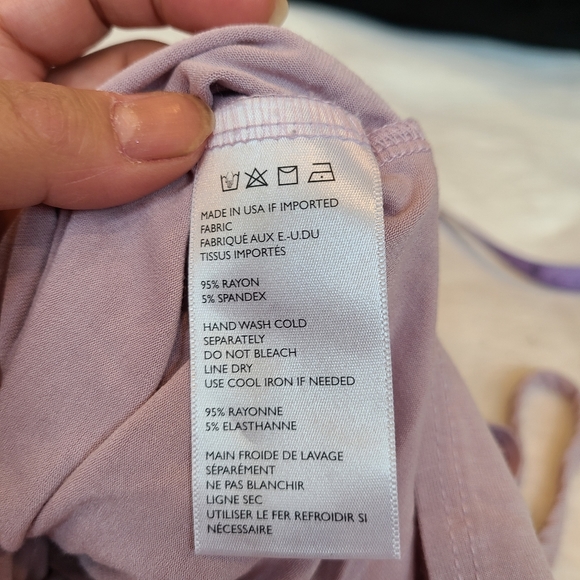 MADE IN USA IF IMPORTED
FABRIC
FABRIQUÉ AUX E.-U.DU
TISSUS IMPORTÉS
95% RAYON
5% SPANDEX
HAND WASH COLD
SEPARATELY
DO NOT BLEACH
LINE DRY
USE COOL IRON IF NEEDED
95% RAYONNE
5% ELASTHANNE
MAIN FROIDE DE LAVAGE
SÉPARÉMENT
NE PAS BLANCHIR
LIGNE SEC
UTILISER LE FER REFROIDIR SI
NÉCESSAIRE